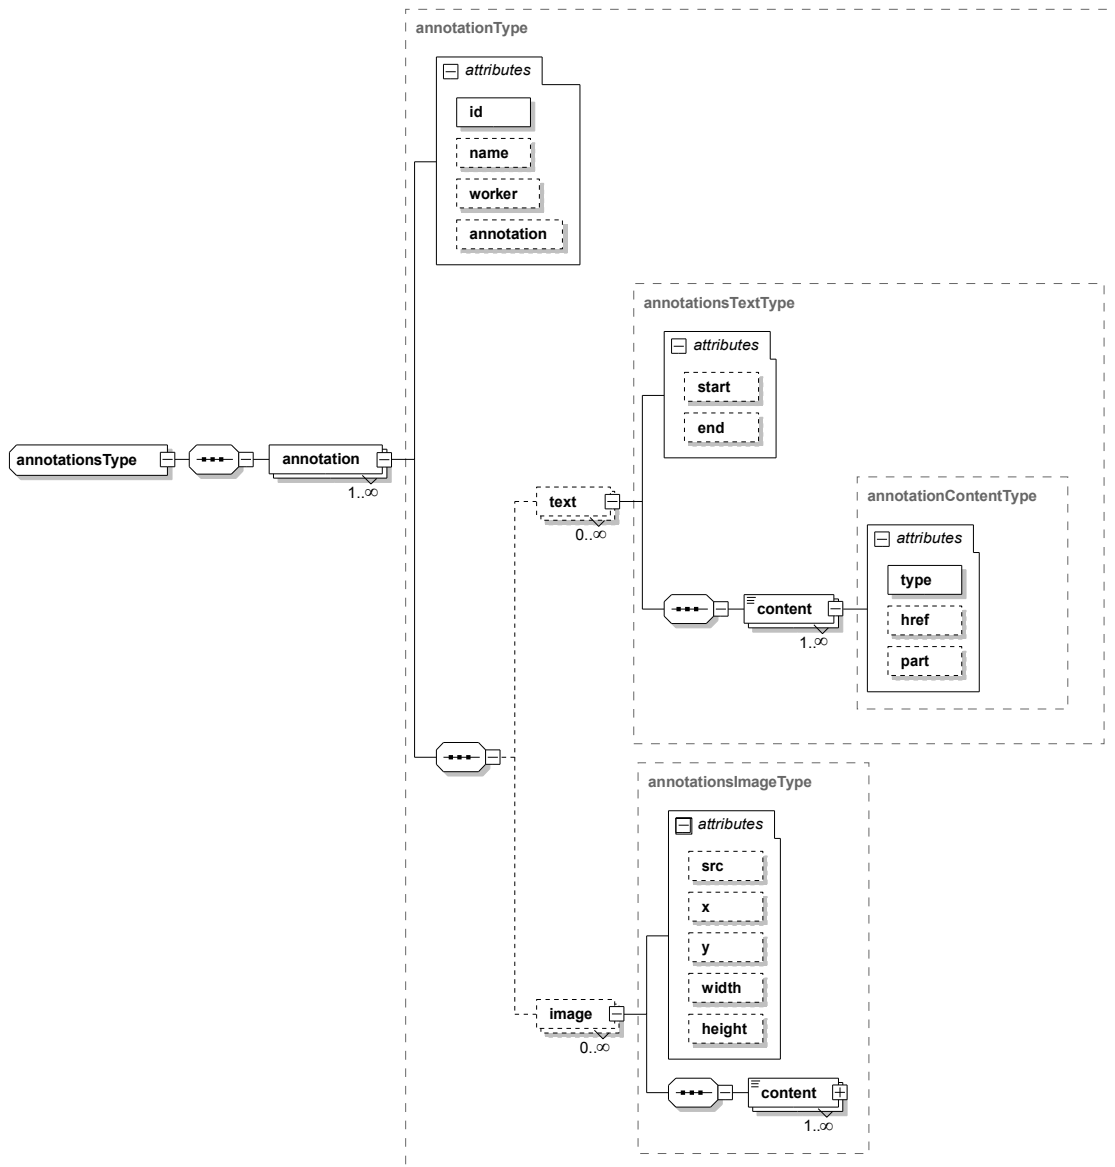 annotationType
attributes
id
name
worker
annotation
annotationsTextType
attributes
start
end
annotationsType
annotation
1..∞
text
0..∞
annotationContentType
attributes
type
href
part
content
1..∞
annotationsImageType
attributes
src
x
y
width
height
image
0..∞
content
1..∞